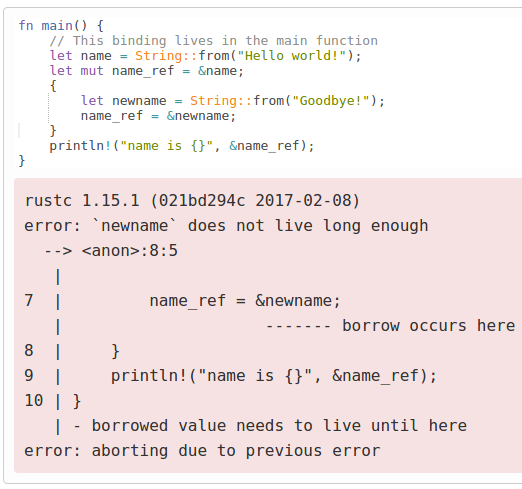 fn main() {
    // This binding lives in the main function
    let name = String::from("Hello world!");
    let mut name_ref = &name;
    {
        let newname = String::from("Goodbye!");
        name_ref = &newname;
    }
    println!("name is {}", &name_ref);
}
rustc 1.15.1 (021bd294c 2017-02-08)
error: `newname` does not live long enough
  --> <anon>:8:5
   |
7  |         name_ref = &newname;
   |                     ------- borrow occurs here
8  |     }
9  |     println!("name is {}", &name_ref);
10 | }
   | - borrowed value needs to live until here
error: aborting due to previous error